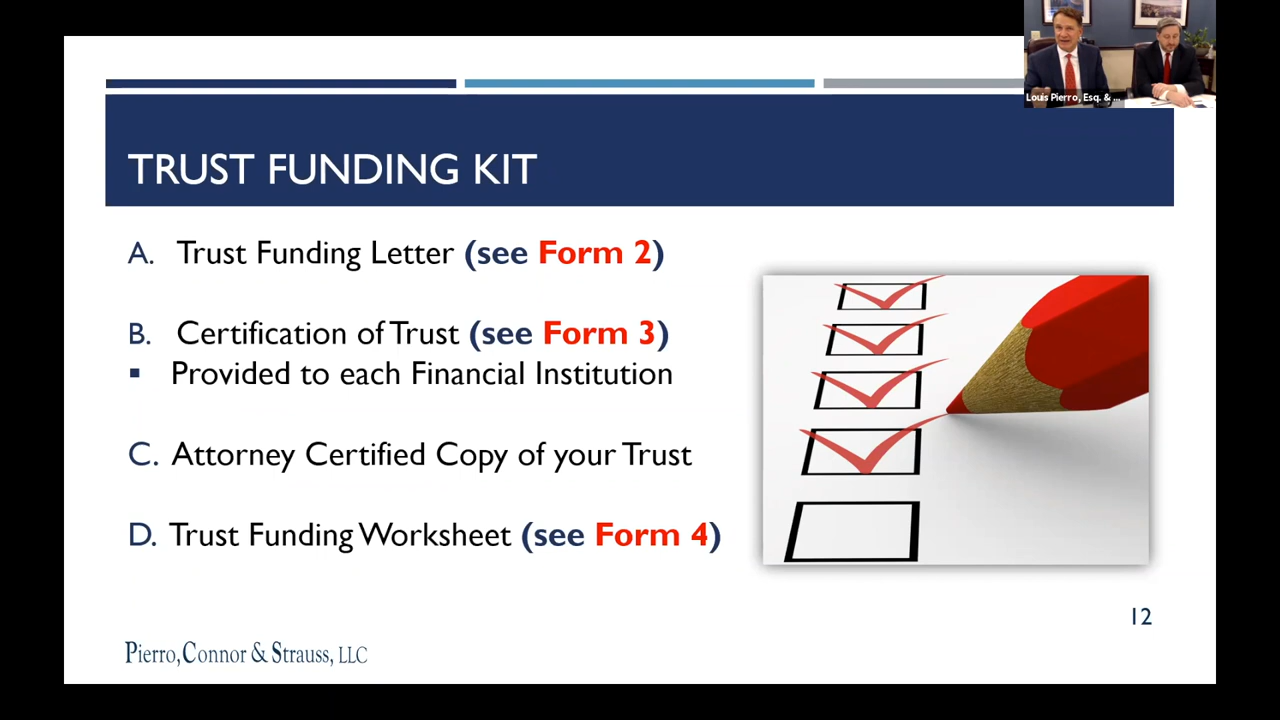 Louis Pierro, Esq. & ...
TRUST FUNDING KIT
A. Trust Funding Letter (see Form 2)
B. Certification of Trust (see Form 3)
▪ Provided to each Financial Institution
C. Attorney Certified Copy of your Trust
D. Trust Funding Worksheet (see Form 4)
12
Pierro, Connor & Strauss, LLC